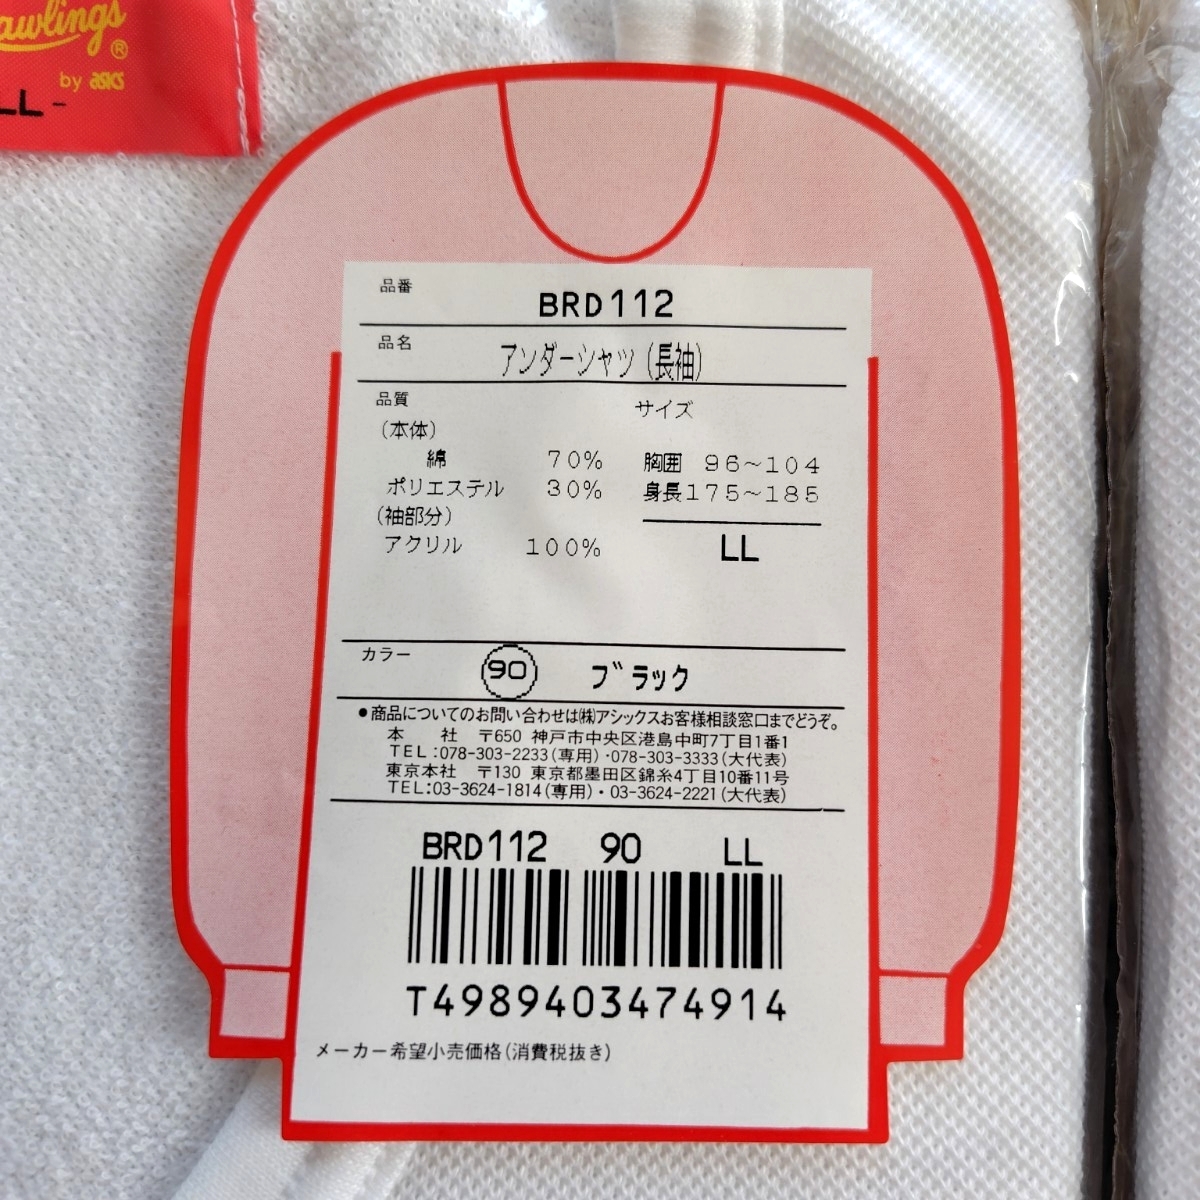 awlings®
by asics
LL-
品番
BRD112
品名
アンダーシャツ(長袖)
品質
サイズ
(本体)
綿 70%
胸囲 96～104
ポリエステル 30%
身長175～185
(袖部分)
アクリル 100%
LL
カラー
90 ブラック
●商品についてのお問い合わせは㈱アシックスお客様相談窓口までどうぞ。
本社 〒650 神戸市中央区港島中町7丁目1番1
TEL:078-303-2233(専用)・078-303-3333(大代表)
東京本社 〒130 東京都墨田区錦糸4丁目10番11号
TEL:03-3624-1814(専用)・03-3624-2221(大代表)
BRD112 90 LL
T4989403474914
メーカー希望小売価格(消費税抜き)